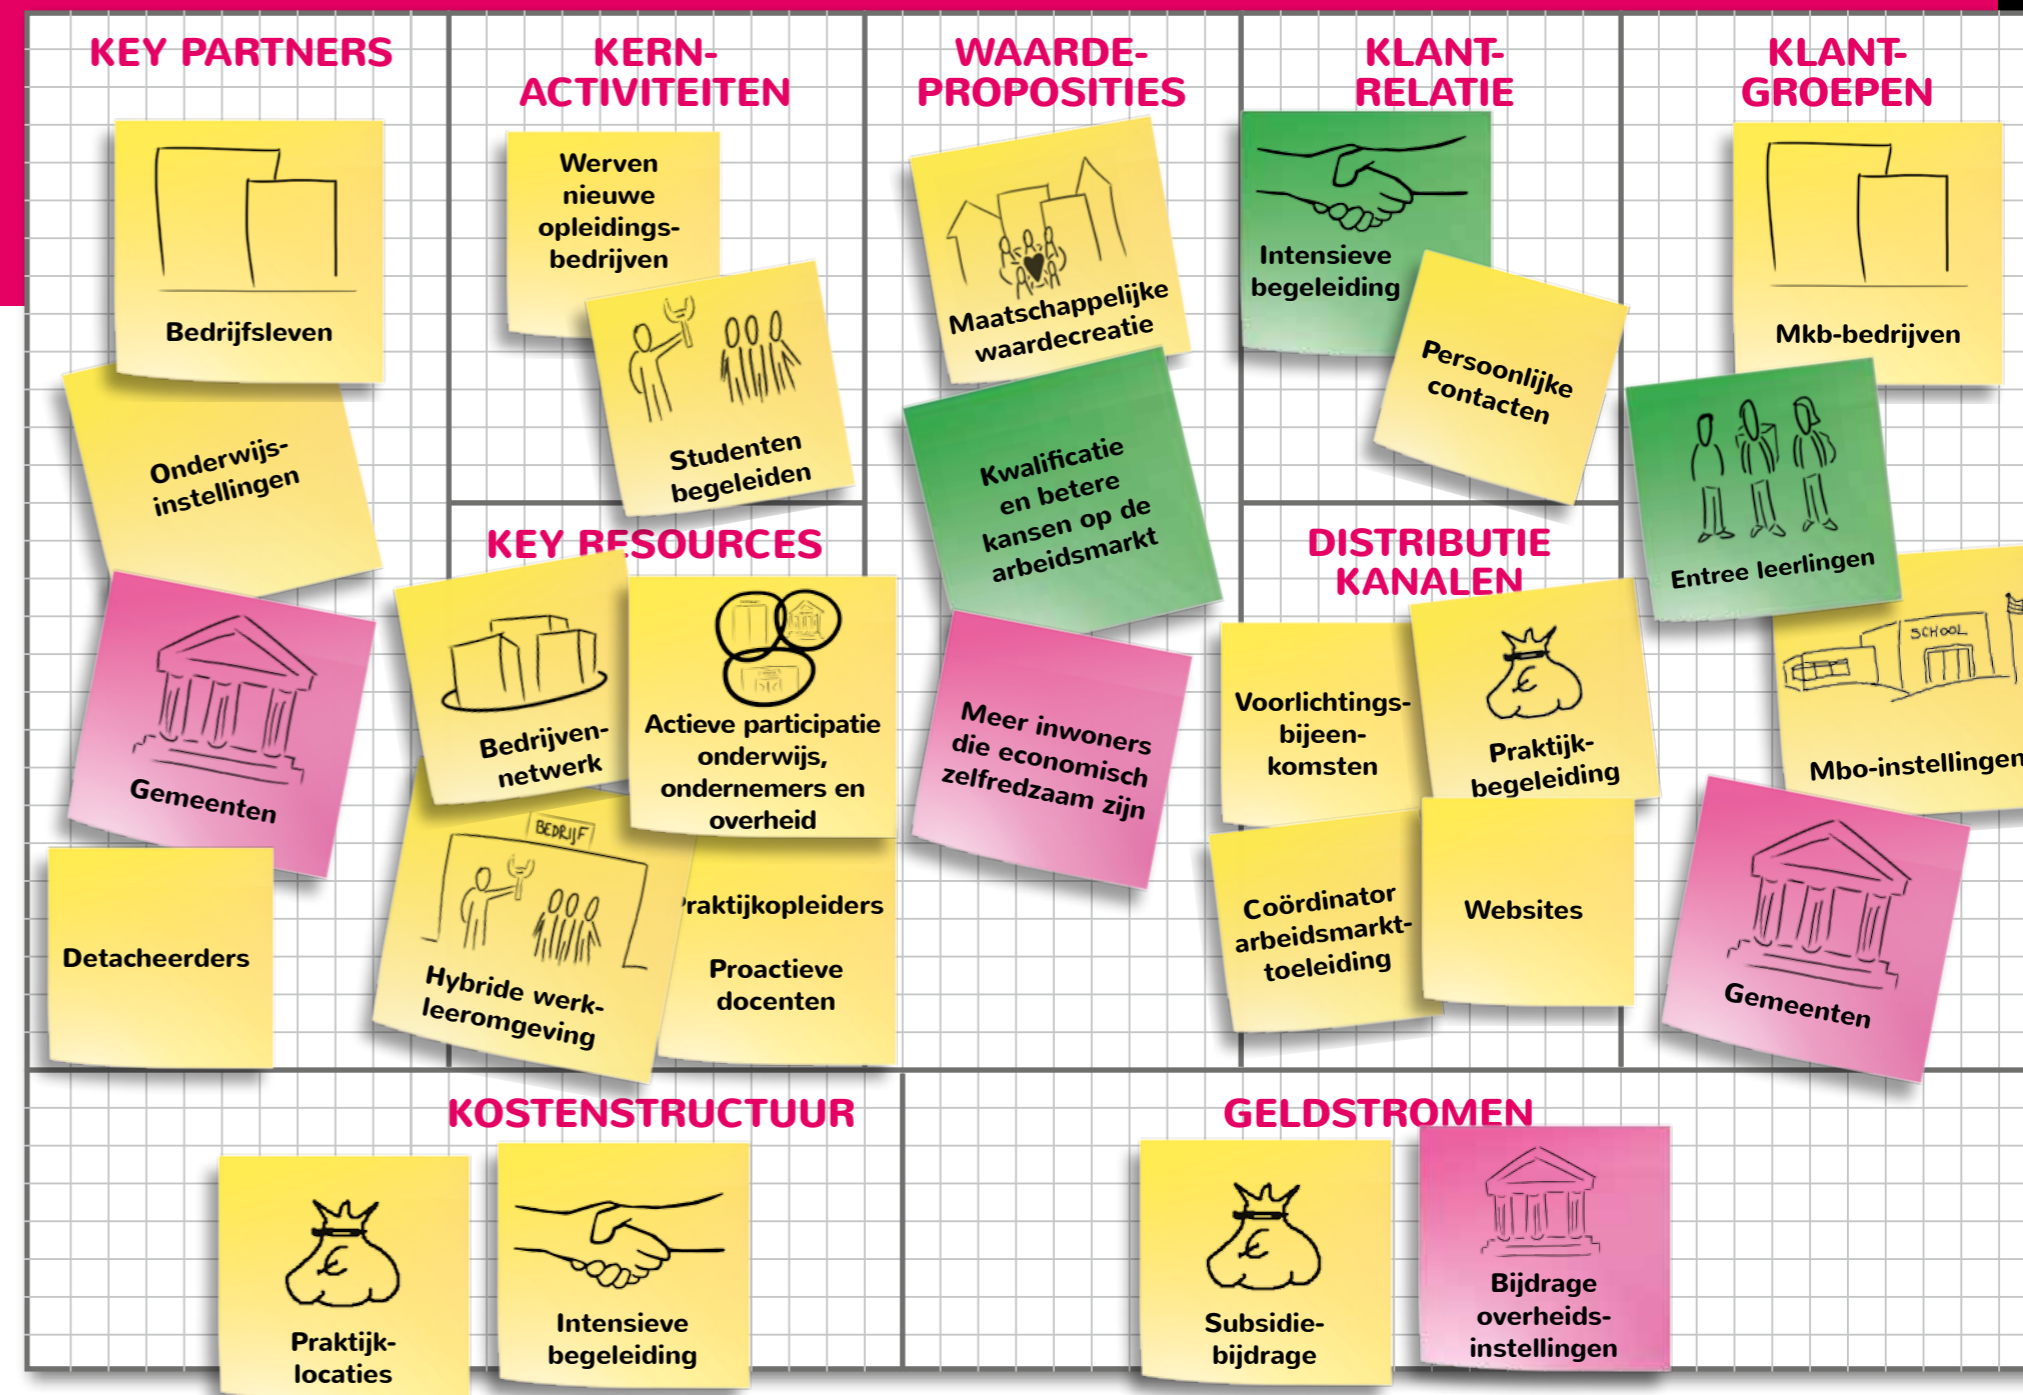 KEY PARTNERS
Bedrijfsleven
Onderwijs-
instellingen
Gemeenten
Detacheerders
KERN-
ACTIVITEITEN
Werven
nieuwe
opleidings-
bedrijven
Studenten
begeleiden
KEY RESOURCES
Bedrijven-
netwerk
Actieve participatie
onderwijs,
ondernemers en
overheid
BEDRIJF
Hybride werk-
leeromgeving
raktijkopleiders
Proactieve
docenten
WAARDE-
PROPOSITIES
Maatschappelijke
waardecreatie
Kwalificatie
en betere
kansen op de
arbeidsmarkt
Meer inwoners
die economisch
zelfredzaam zijn
KLANT-
RELATIE
Intensieve
begeleiding
Persoonlijke
contacten
DISTRIBUTIE
KANALEN
Voorlichtings-
bijeen-
komsten
€
Praktijk-
begeleiding
Coördinator
arbeidsmarkt-
toeleiding
Websites
KLANT-
GROEPEN
Mkb-bedrijven
Entree leerlingen
SCHOOL
Mbo-instellingen
Gemeenten
KOSTENSTRUCTUUR
€
Praktijk-
locaties
Intensieve
begeleiding
GELDSTROMEN
€
Subsidie-
bijdrage
Bijdrage
overheids-
instellingen